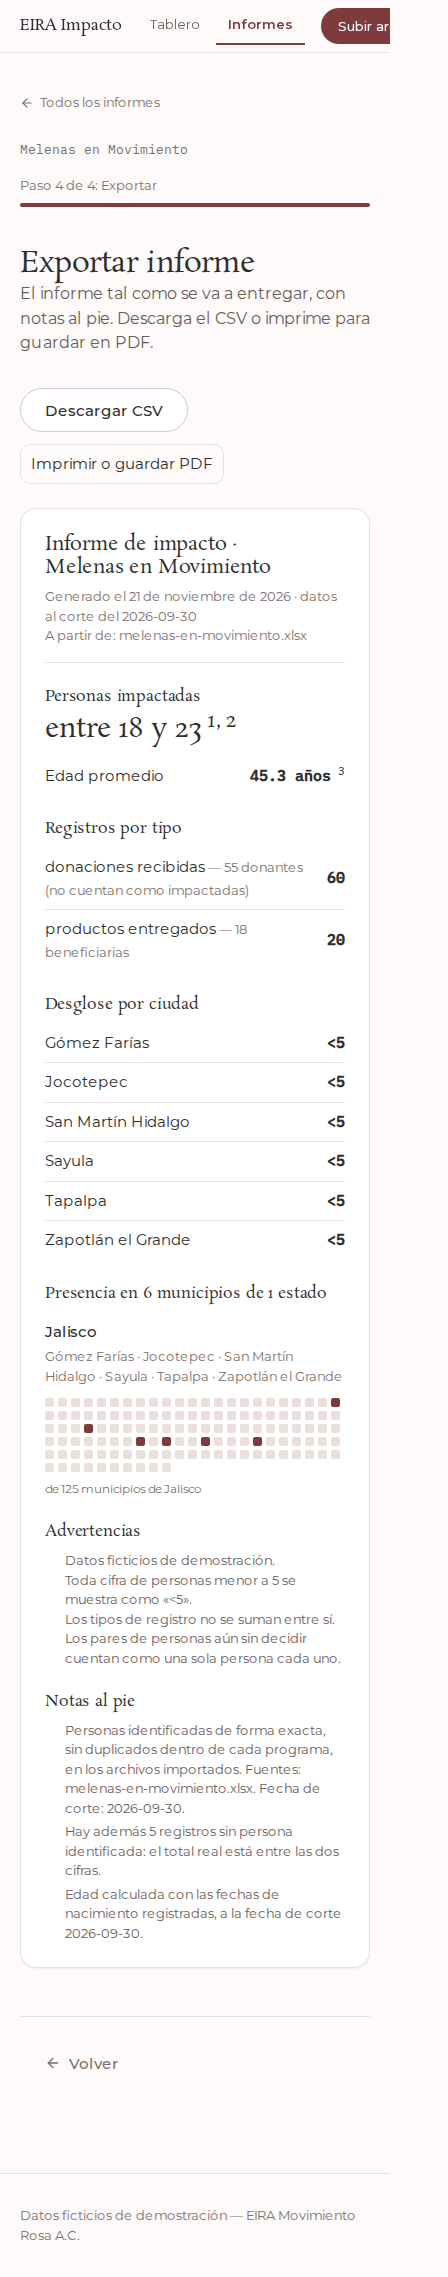 EIRA Impacto Tablero Informes Subir ar
← Todos los informes
Melenas en Movimiento
Paso 4 de 4: Exportar
Exportar informe
El informe tal como se va a entregar, con
notas al pie. Descarga el CSV o imprime para
guardar en PDF.
Descargar CSV
Imprimir o guardar PDF
Informe de impacto ·
Melenas en Movimiento
Generado el 21 de noviembre de 2026 · datos
al corte del 2026-09-30
A partir de: melenas-en-movimiento.xlsx
Personas impactadas
entre 18 y 23 1, 2
Edad promedio 45.3 años 3
Registros por tipo
donaciones recibidas — 55 donantes
(no cuentan como impactadas) 60
productos entregados — 18
beneficiarias 20
Desglose por ciudad
Gómez Farías <5
Jocotepec <5
San Martín Hidalgo <5
Sayula <5
Tapalpa <5
Zapotlán el Grande <5
Presencia en 6 municipios de 1 estado
Jalisco
Gómez Farías · Jocotepec · San Martín
Hidalgo · Sayula · Tapalpa · Zapotlán el Grande
de 125 municipios de Jalisco
Advertencias
Datos ficticios de demostración.
Toda cifra de personas menor a 5 se
muestra como «<5».
Los tipos de registro no se suman entre sí.
Los pares de personas aún sin decidir
cuentan como una sola persona cada uno.
Notas al pie
Personas identificadas de forma exacta,
sin duplicados dentro de cada programa,
en los archivos importados. Fuentes:
melenas-en-movimiento.xlsx. Fecha de
corte: 2026-09-30.
Hay además 5 registros sin persona
identificada: el total real está entre las dos
cifras.
Edad calculada con las fechas de
nacimiento registradas, a la fecha de corte
2026-09-30.
← Volver
Datos ficticios de demostración — EIRA Movimiento
Rosa A.C.